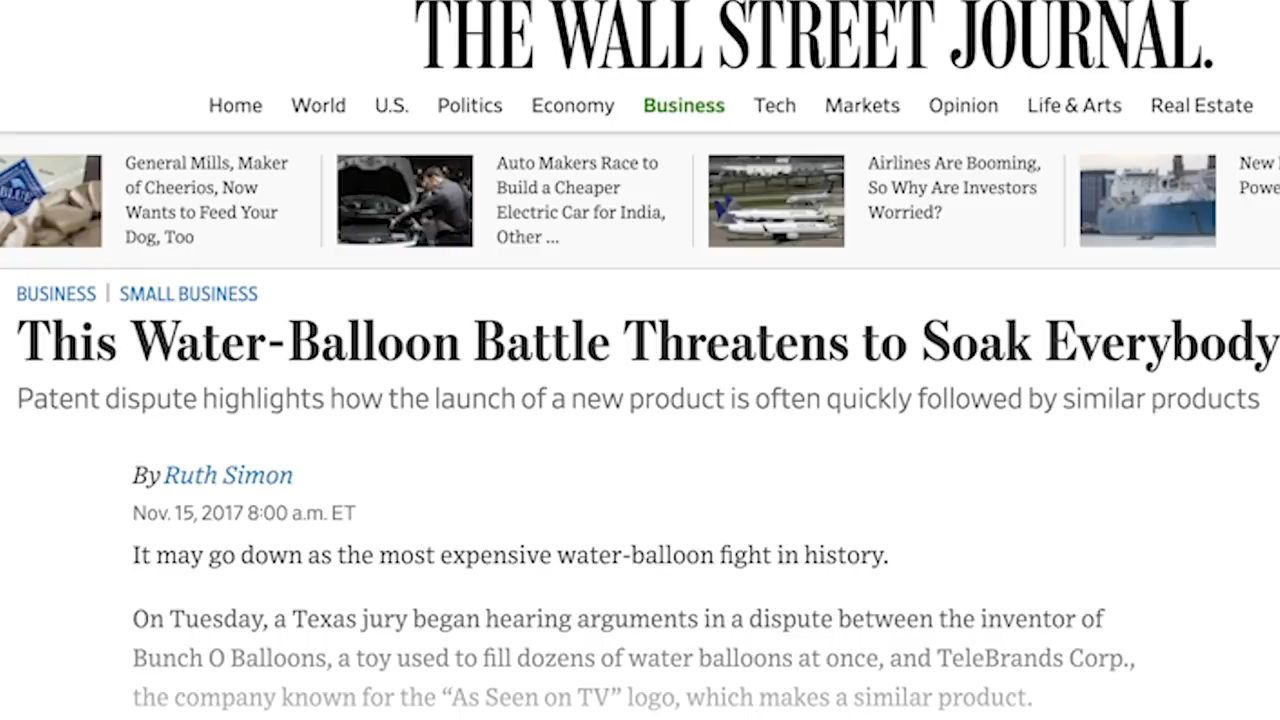 THE WALL STREET JOURNAL.
Home World U.S. Politics Economy Business Tech Markets Opinion Life & Arts Real Estate
General Mills, Maker
of Cheerios, Now
Wants to Feed Your
Dog, Too
Auto Makers Race to
Build a Cheaper
Electric Car for India,
Other ...
Airlines Are Booming,
So Why Are Investors
Worried?
New
BLUE
BUSINESS | SMALL BUSINESS
This Water-Balloon Battle Threatens to Soak Everybody
Patent dispute highlights how the launch of a new product is often quickly followed by similar products
By Ruth Simon
Nov. 15, 2017 8:00 a.m. ET
It may go down as the most expensive water-balloon fight in history.
On Tuesday, a Texas jury began hearing arguments in a dispute between the inventor of
Bunch O Balloons, a toy used to fill dozens of water balloons at once, and TeleBrands Corp.,
the company known for the “As Seen on TV” logo, which makes a similar product.